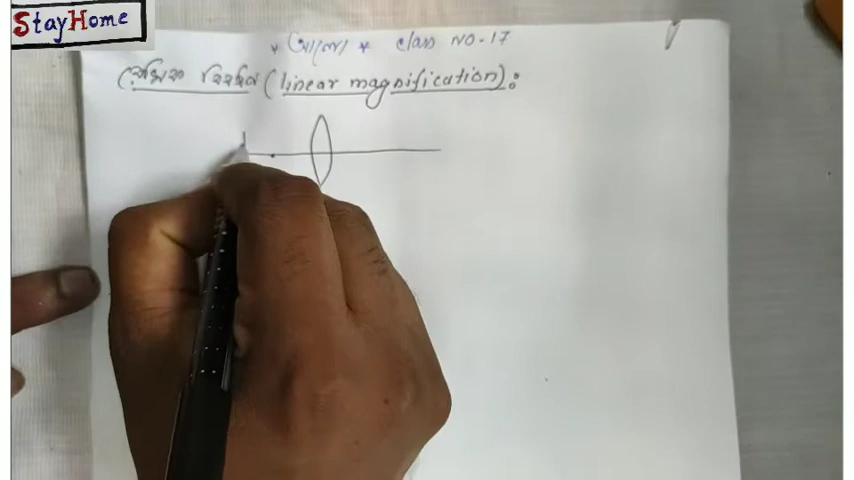 StayHome
* আলো * class NO-17
রৈখিক বিবর্ধন (linear magnification):